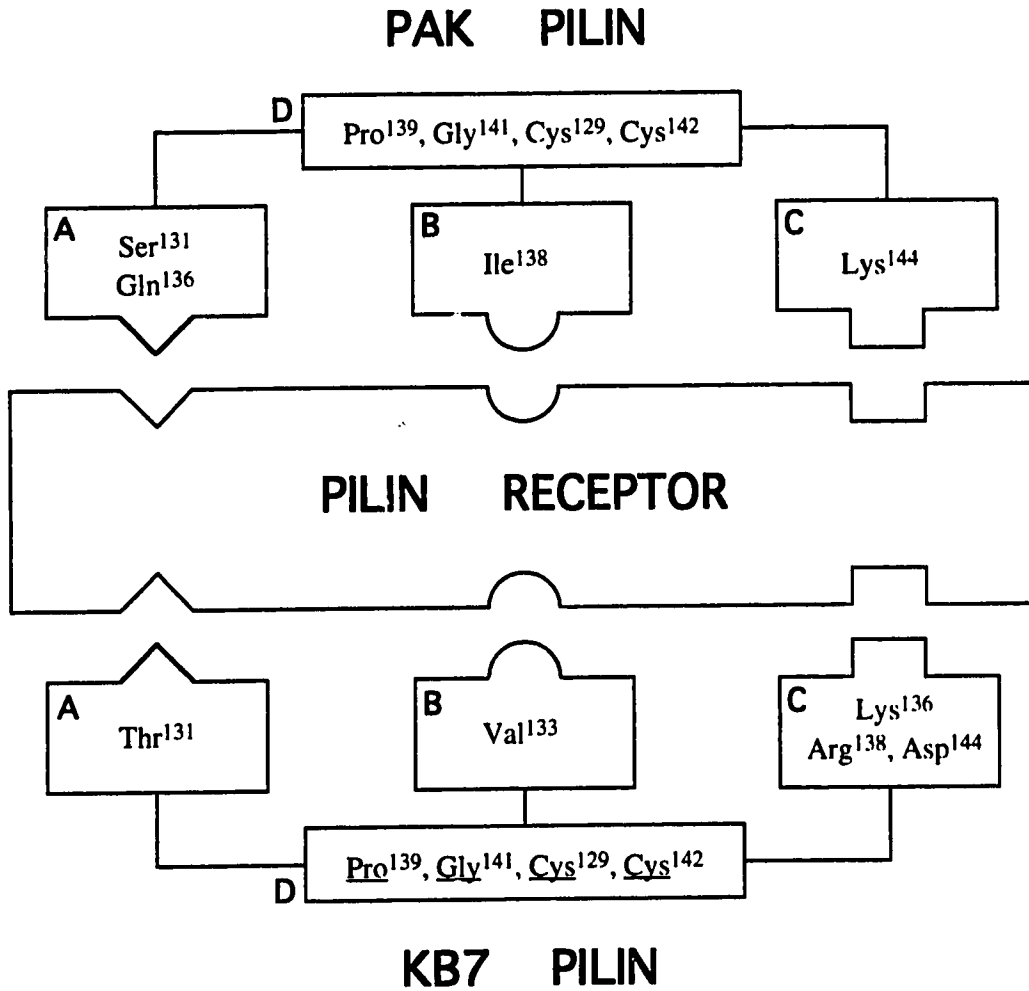 PAK PILIN
D
Pro139, Gly141, Cys129, Cys142
A
Ser131
Gln136
B
Ile138
C
Lys144
PILIN RECEPTOR
A
Thr131
B
Val133
C
Lys136
Arg138, Asp144
D
Pro139, Gly141, Cys129, Cys142
KB7 PILIN